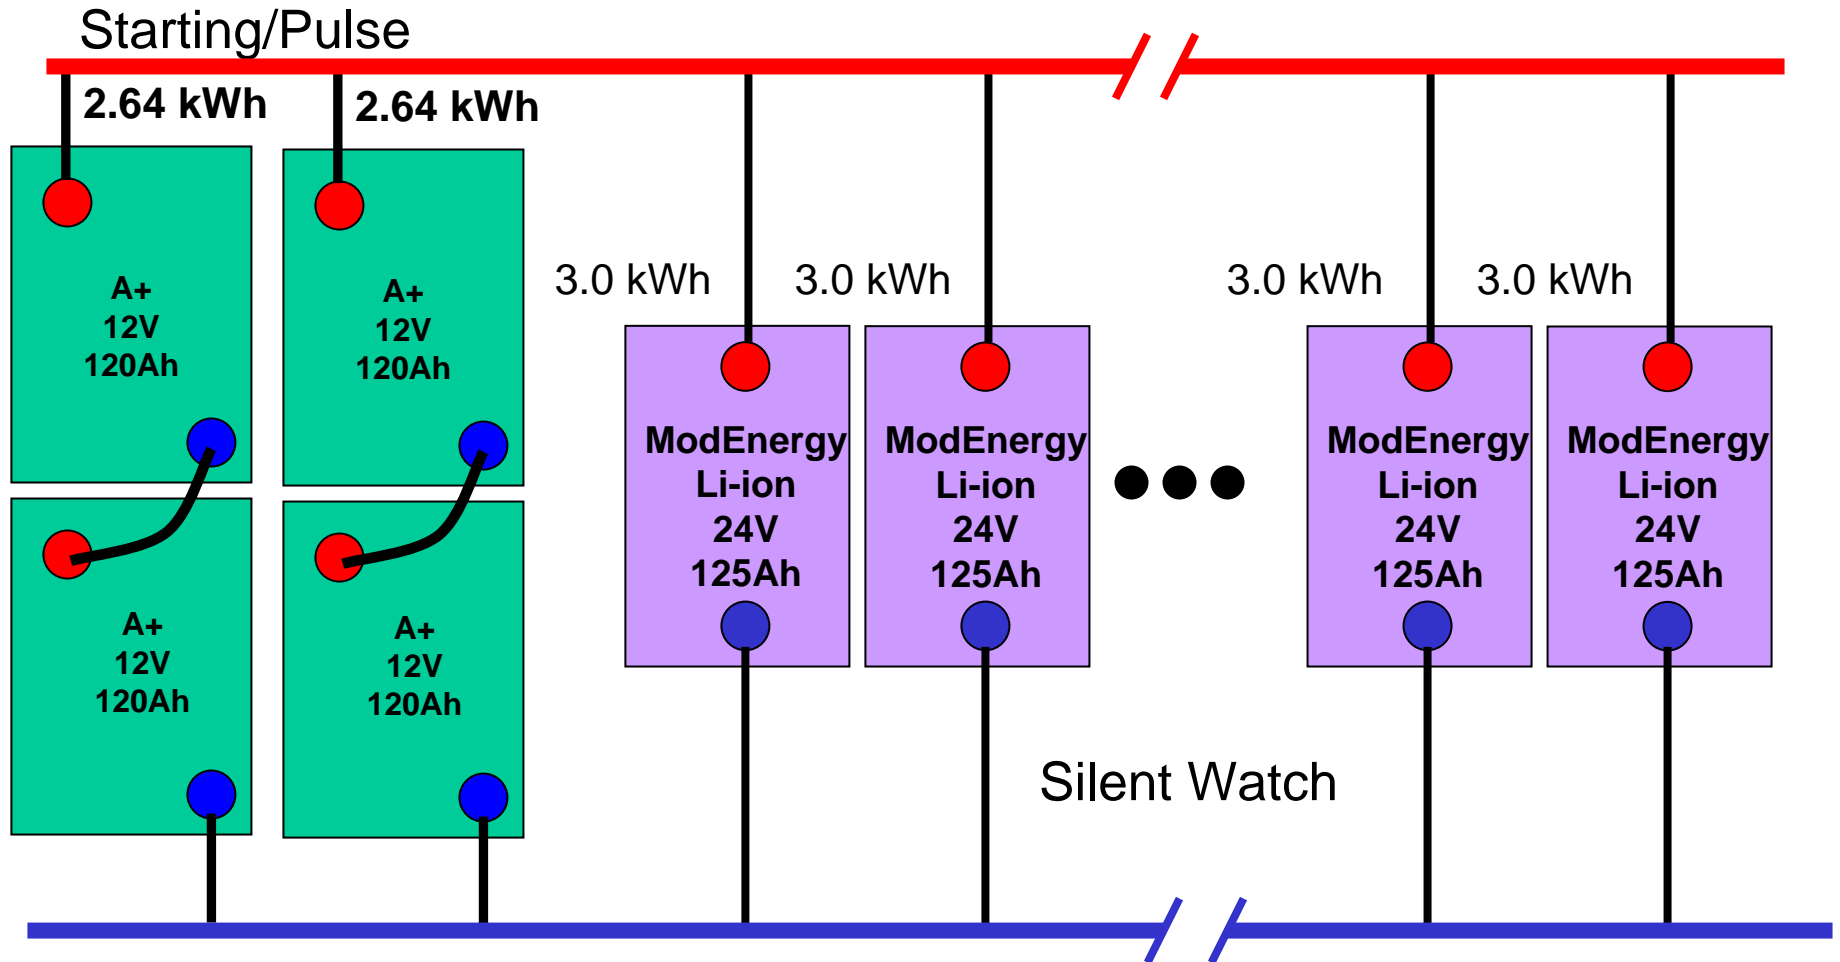 Starting/Pulse
2.64 kWh
2.64 kWh
A+
12V
120Ah
A+
12V
120Ah
3.0 kWh
3.0 kWh
3.0 kWh
3.0 kWh
ModEnergy
Li-ion
24V
125Ah
ModEnergy
Li-ion
24V
125Ah
ModEnergy
Li-ion
24V
125Ah
ModEnergy
Li-ion
24V
125Ah
A+
12V
120Ah
A+
12V
120Ah
Silent Watch